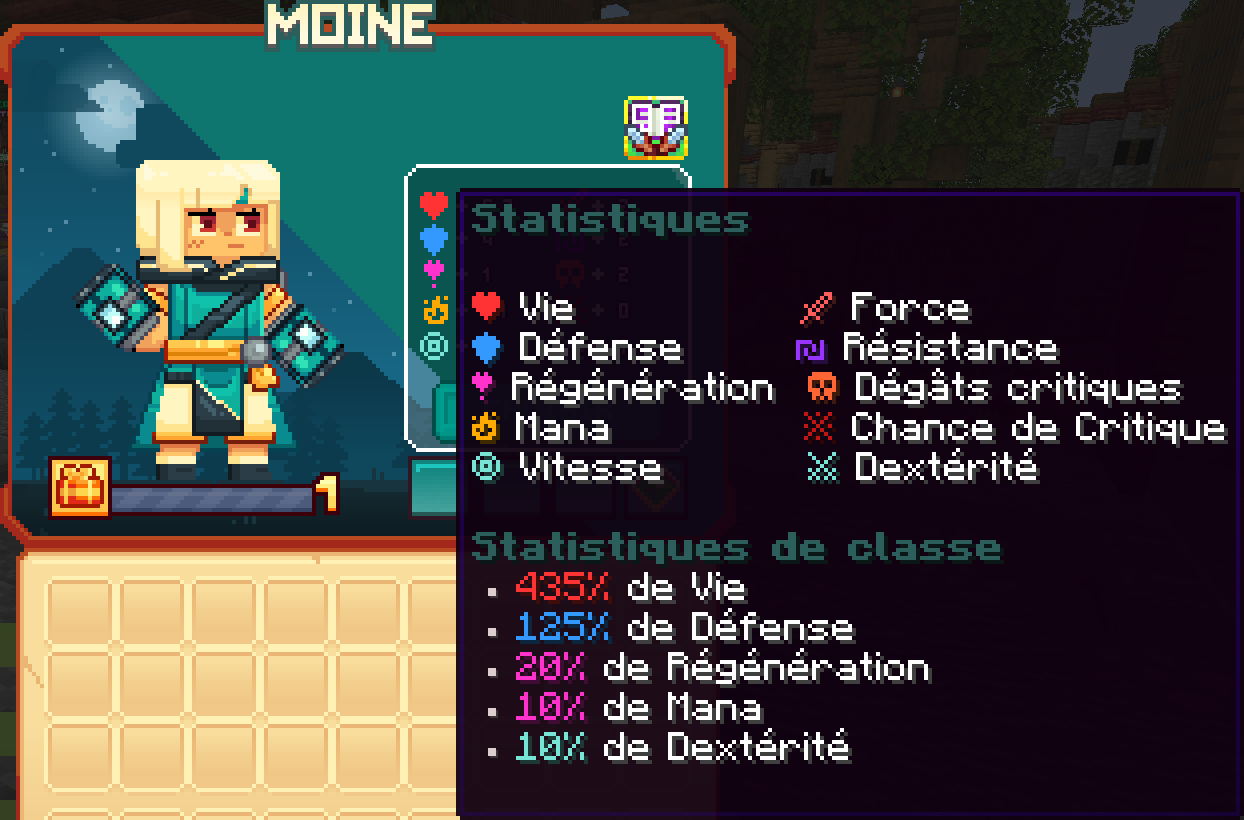 MOINE
Statistiques
Vie Force
Défense Résistance
Régénération Dégâts critiques
Mana Chance de Critique
Vitesse Dextérité
1
Statistiques de classe
435% de Vie
125% de Défense
20% de Régénération
10% de Mana
10% de Dextérité